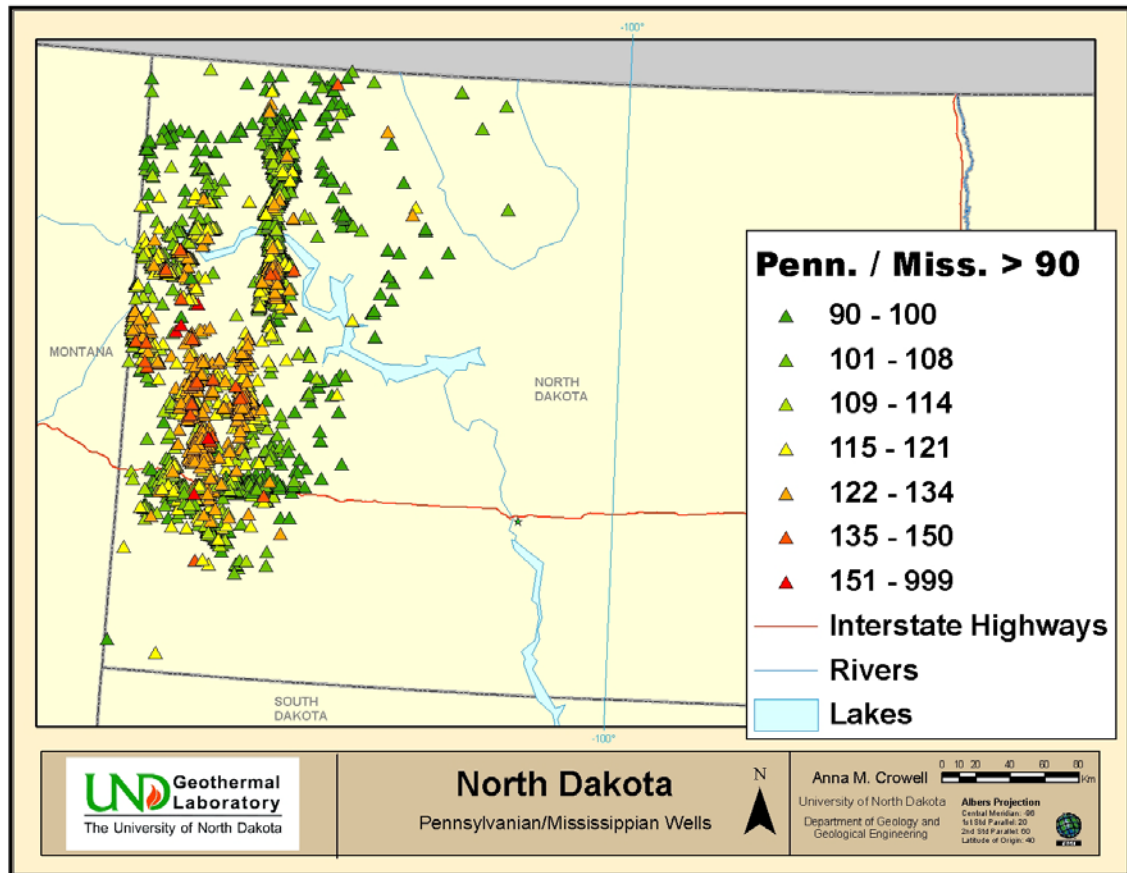 -100°
MONTANA
NORTH
DAKOTA
SOUTH
DAKOTA
-100°
Penn. / Miss. > 90
90 - 100
101 - 108
109 - 114
115 - 121
122 - 134
135 - 150
151 - 999
Interstate Highways
Rivers
Lakes
UND Geothermal
Laboratory
The University of North Dakota
North Dakota
Pennsylvanian/Mississippian Wells
N
Anna M. Crowell
University of North Dakota
Department of Geology and
Geological Engineering
0 10 20 40 60 80
Km
Albers Projection
Central Meridian: -96
1st Std Parallel: 20
2nd Std Parallel: 60
Latitude of Origin: 40
ESRI